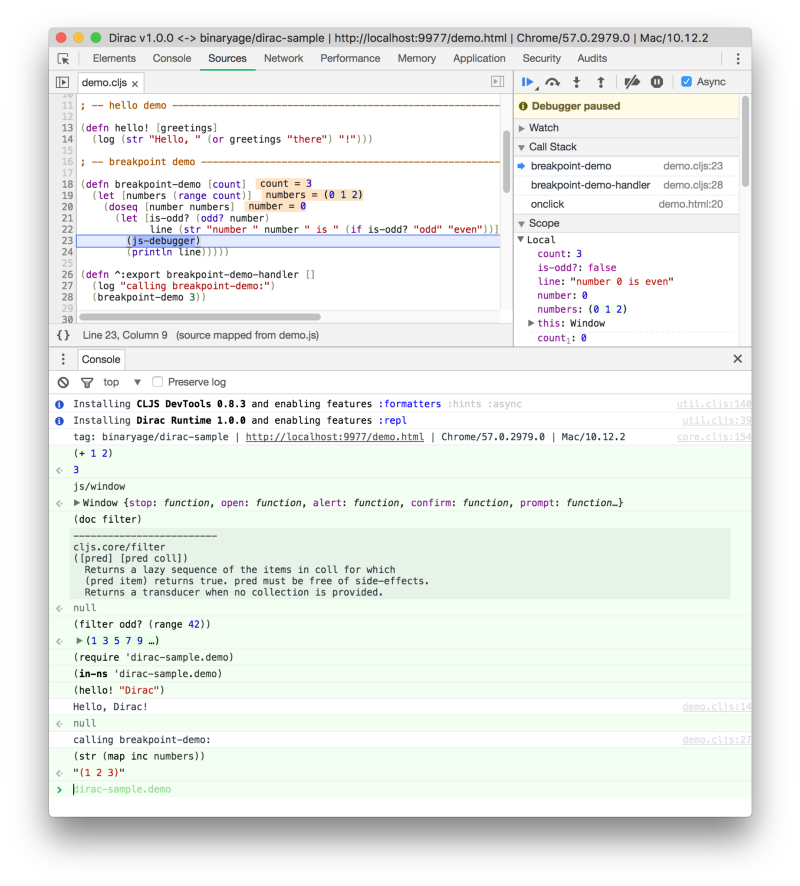 Dirac v1.0.0 <-> binaryage/dirac-sample | http://localhost:9977/demo.html | Chrome/57.0.2979.0 | Mac/10.12.2
Elements Console Sources Network Performance Memory Application Security Audits
demo.cljs ×
Async
10
11 ; -- hello demo ------------------------------------------------------------
12
13 (defn hello! [greetings]
14 (log (str "Hello, " (or greetings "there") "!")))
15
16 ; -- breakpoint demo -------------------------------------------------------
17
18 (defn breakpoint-demo [count] count = 3
19 (let [numbers (range count)] numbers = (0 1 2)
20 (doseq [number numbers] number = 0
21 (let [is-odd? (odd? number)
22 line (str "number " number " is " (if is-odd? "odd" "even"))]
23 (js-debugger)
24 (println line)))))
25
26 (defn ^:export breakpoint-demo-handler []
27 (log "calling breakpoint-demo:")
28 (breakpoint-demo 3))
29
30
{} Line 23, Column 9 (source mapped from demo.js)
Debugger paused
Watch
Call Stack
breakpoint-demo demo.cljs:23
breakpoint-demo-handler demo.cljs:28
onclick demo.html:20
Scope
Local
count: 3
is-odd?: false
line: "number 0 is even"
number: 0
numbers: (0 1 2)
this: Window
count₁: 0
Console ×
top Preserve log
Installing CLJS DevTools 0.8.3 and enabling features :formatters :hints :async util.cljs:140
Installing Dirac Runtime 1.0.0 and enabling features :repl util.cljs:39
tag: binaryage/dirac-sample | http://localhost:9977/demo.html | Chrome/57.0.2979.0 | Mac/10.12.2 core.cljs:154
(+ 1 2)
3
js/window
Window {stop: function, open: function, alert: function, confirm: function, prompt: function…}
(doc filter)
-------------------------
cljs.core/filter
([pred] [pred coll])
Returns a lazy sequence of the items in coll for which
(pred item) returns true. pred must be free of side-effects.
Returns a transducer when no collection is provided.
null
(filter odd? (range 42))
(1 3 5 7 9 …)
(require 'dirac-sample.demo)
(in-ns 'dirac-sample.demo)
(hello! "Dirac")
Hello, Dirac! demo.cljs:14
null
calling breakpoint-demo: demo.cljs:27
(str (map inc numbers))
"(1 2 3)"
dirac-sample.demo